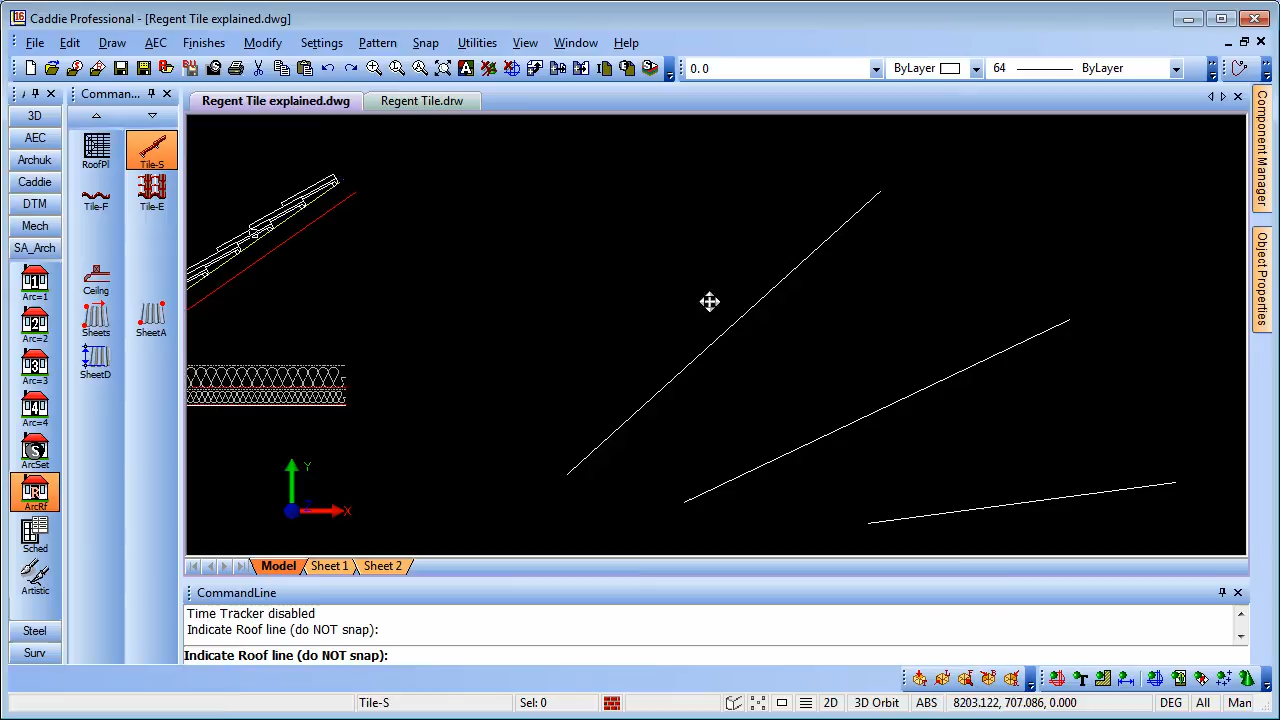 Caddie Professional - [Regent Tile explained.dwg]
File Edit Draw AEC Finishes Modify Settings Pattern Snap Utilities View Window Help
0. 0 ByLayer 64 ByLayer
Comman...
Regent Tile explained.dwg Regent Tile.drw
3D
AEC
Archuk
Caddie
DTM
Mech
SA_Arch
Arc=1
Arc=2
Arc=3
Arc=4
ArcSet
ArcRf
Sched
Artistic
Steel
Surv
RoofPl Tile-S
Tile-F Tile-E
Ceilng
Sheets SheetA
SheetD
Component Manager
Object Properties
Y
X
Model Sheet 1 Sheet 2
CommandLine
Time Tracker disabled
Indicate Roof line (do NOT snap):
Indicate Roof line (do NOT snap):
Tile-S Sel: 0 2D 3D Orbit ABS 8203.122, 707.080, 0.000 DEG All Man